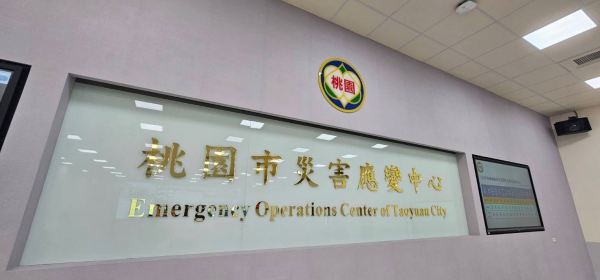 桃園
桃園市災害應變中心
Emergency Operations Center of Taoyuan City